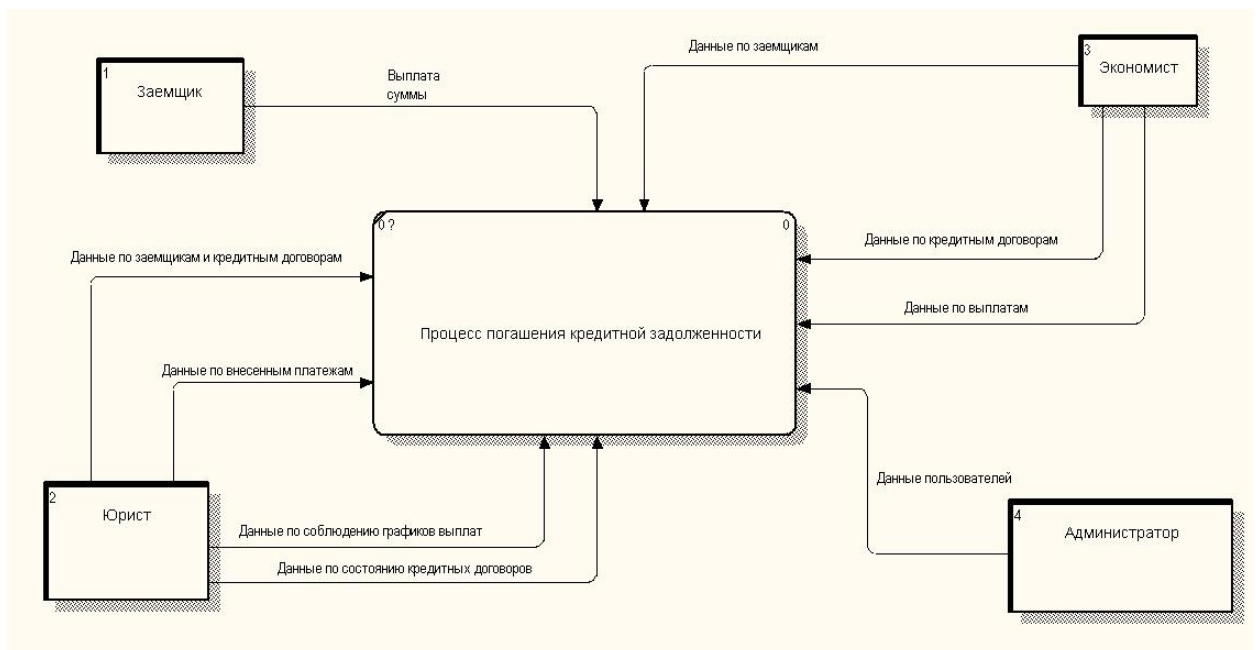 Данные по заемщикам
3
Экономист
1
Заемщик
Выплата
суммы
0 ?
0
Данные по кредитным договорам
Данные по заемщикам и кредитным договорам
Данные по выплатам
Процесс погашения кредитной задолженности
Данные по внесенным платежам
Данные пользователей
2
Юрист
4
Администратор
Данные по соблюдению графиков выплат
Данные по состоянию кредитных договоров